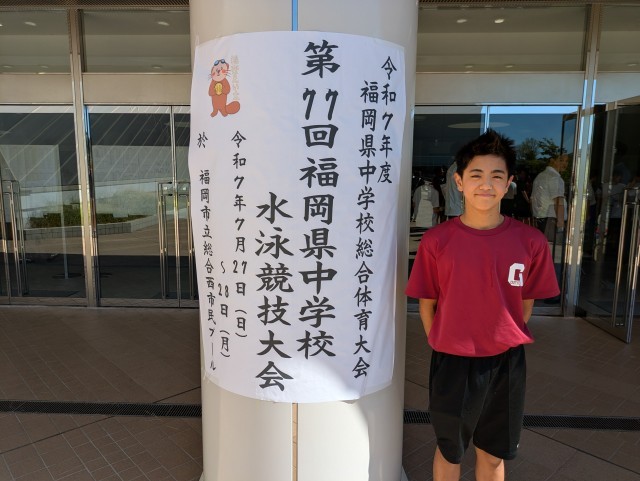 令和7年度
福岡県中学校総合体育大会
第77回福岡県中学校
水泳競技大会
令和7年7月27日(日)
~28日(月)
於 福岡市立総合西市民プール
G